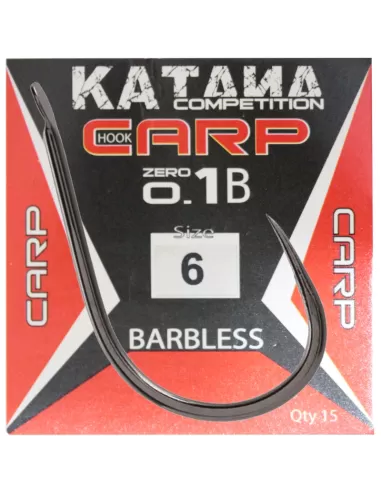 KATANA
COMPETITION
HOOK CARP
ZERO
0.1B
Size
6
CARP
CARP
BARBLESS
Qty 15